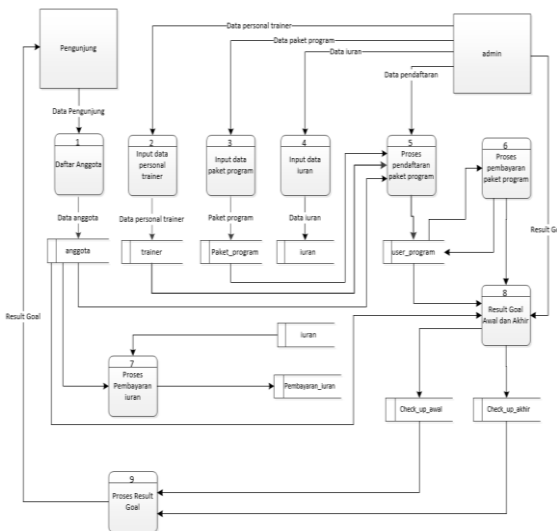 Data personal trainer
Data paket program
Data iuran
Data pendaftaran
Pengunjung
admin
Data Pengunjung
1
Daftar Anggota
2
Input data
personal
trainer
3
Input data
paket program
4
Input data
iuran
5
Proses
pendaftaran
paket program
6
Proses
pembayaran
paket program
Data anggota
Data personal trainer
Paket program
Data iuran
anggota
trainer
Paket_program
iuran
user_program
Result Go
Result Goal
8
Result Goal
Awal dan Akhir
iuran
7
Proses
Pembayaran
iuran
Pembayaran_iuran
Check_up_awal
Check_up_akhir
9
Proses Result
Goal